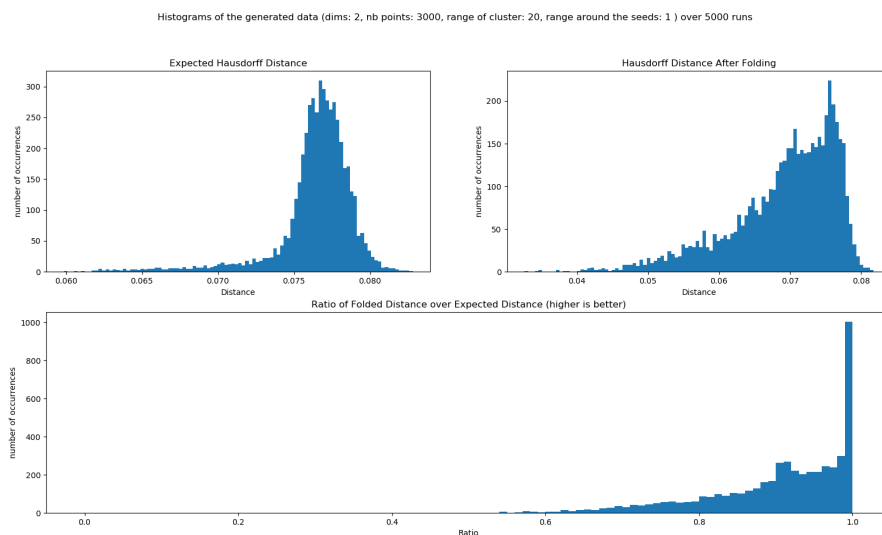 Histograms of the generated data (dims: 2, nb points: 3000, range of cluster: 20, range around the seeds: 1 ) over 5000 runs
Expected Hausdorff Distance
number of occurrences
300
250
200
150
100
50
0
0.060 0.065 0.070 0.075 0.080
Distance
Hausdorff Distance After Folding
number of occurrences
200
150
100
50
0
0.04 0.05 0.06 0.07 0.08
Distance
Ratio of Folded Distance over Expected Distance (higher is better)
number of occurrences
1000
800
600
400
200
0
0.0 0.2 0.4 0.6 0.8 1.0
Ratio